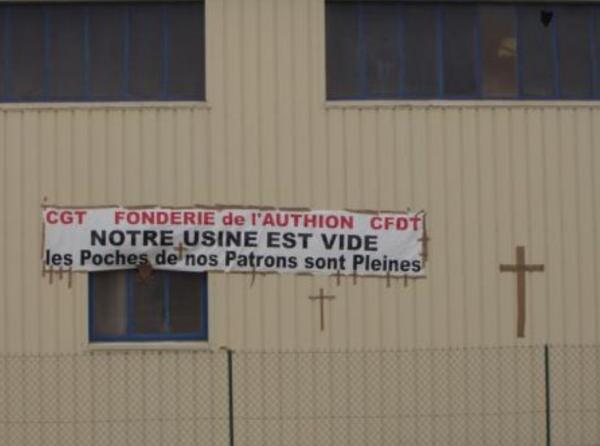 CGT FONDERIE de l'AUTHION CFDT
NOTRE USINE EST VIDE
les Poches de nos Patrons sont Pleines